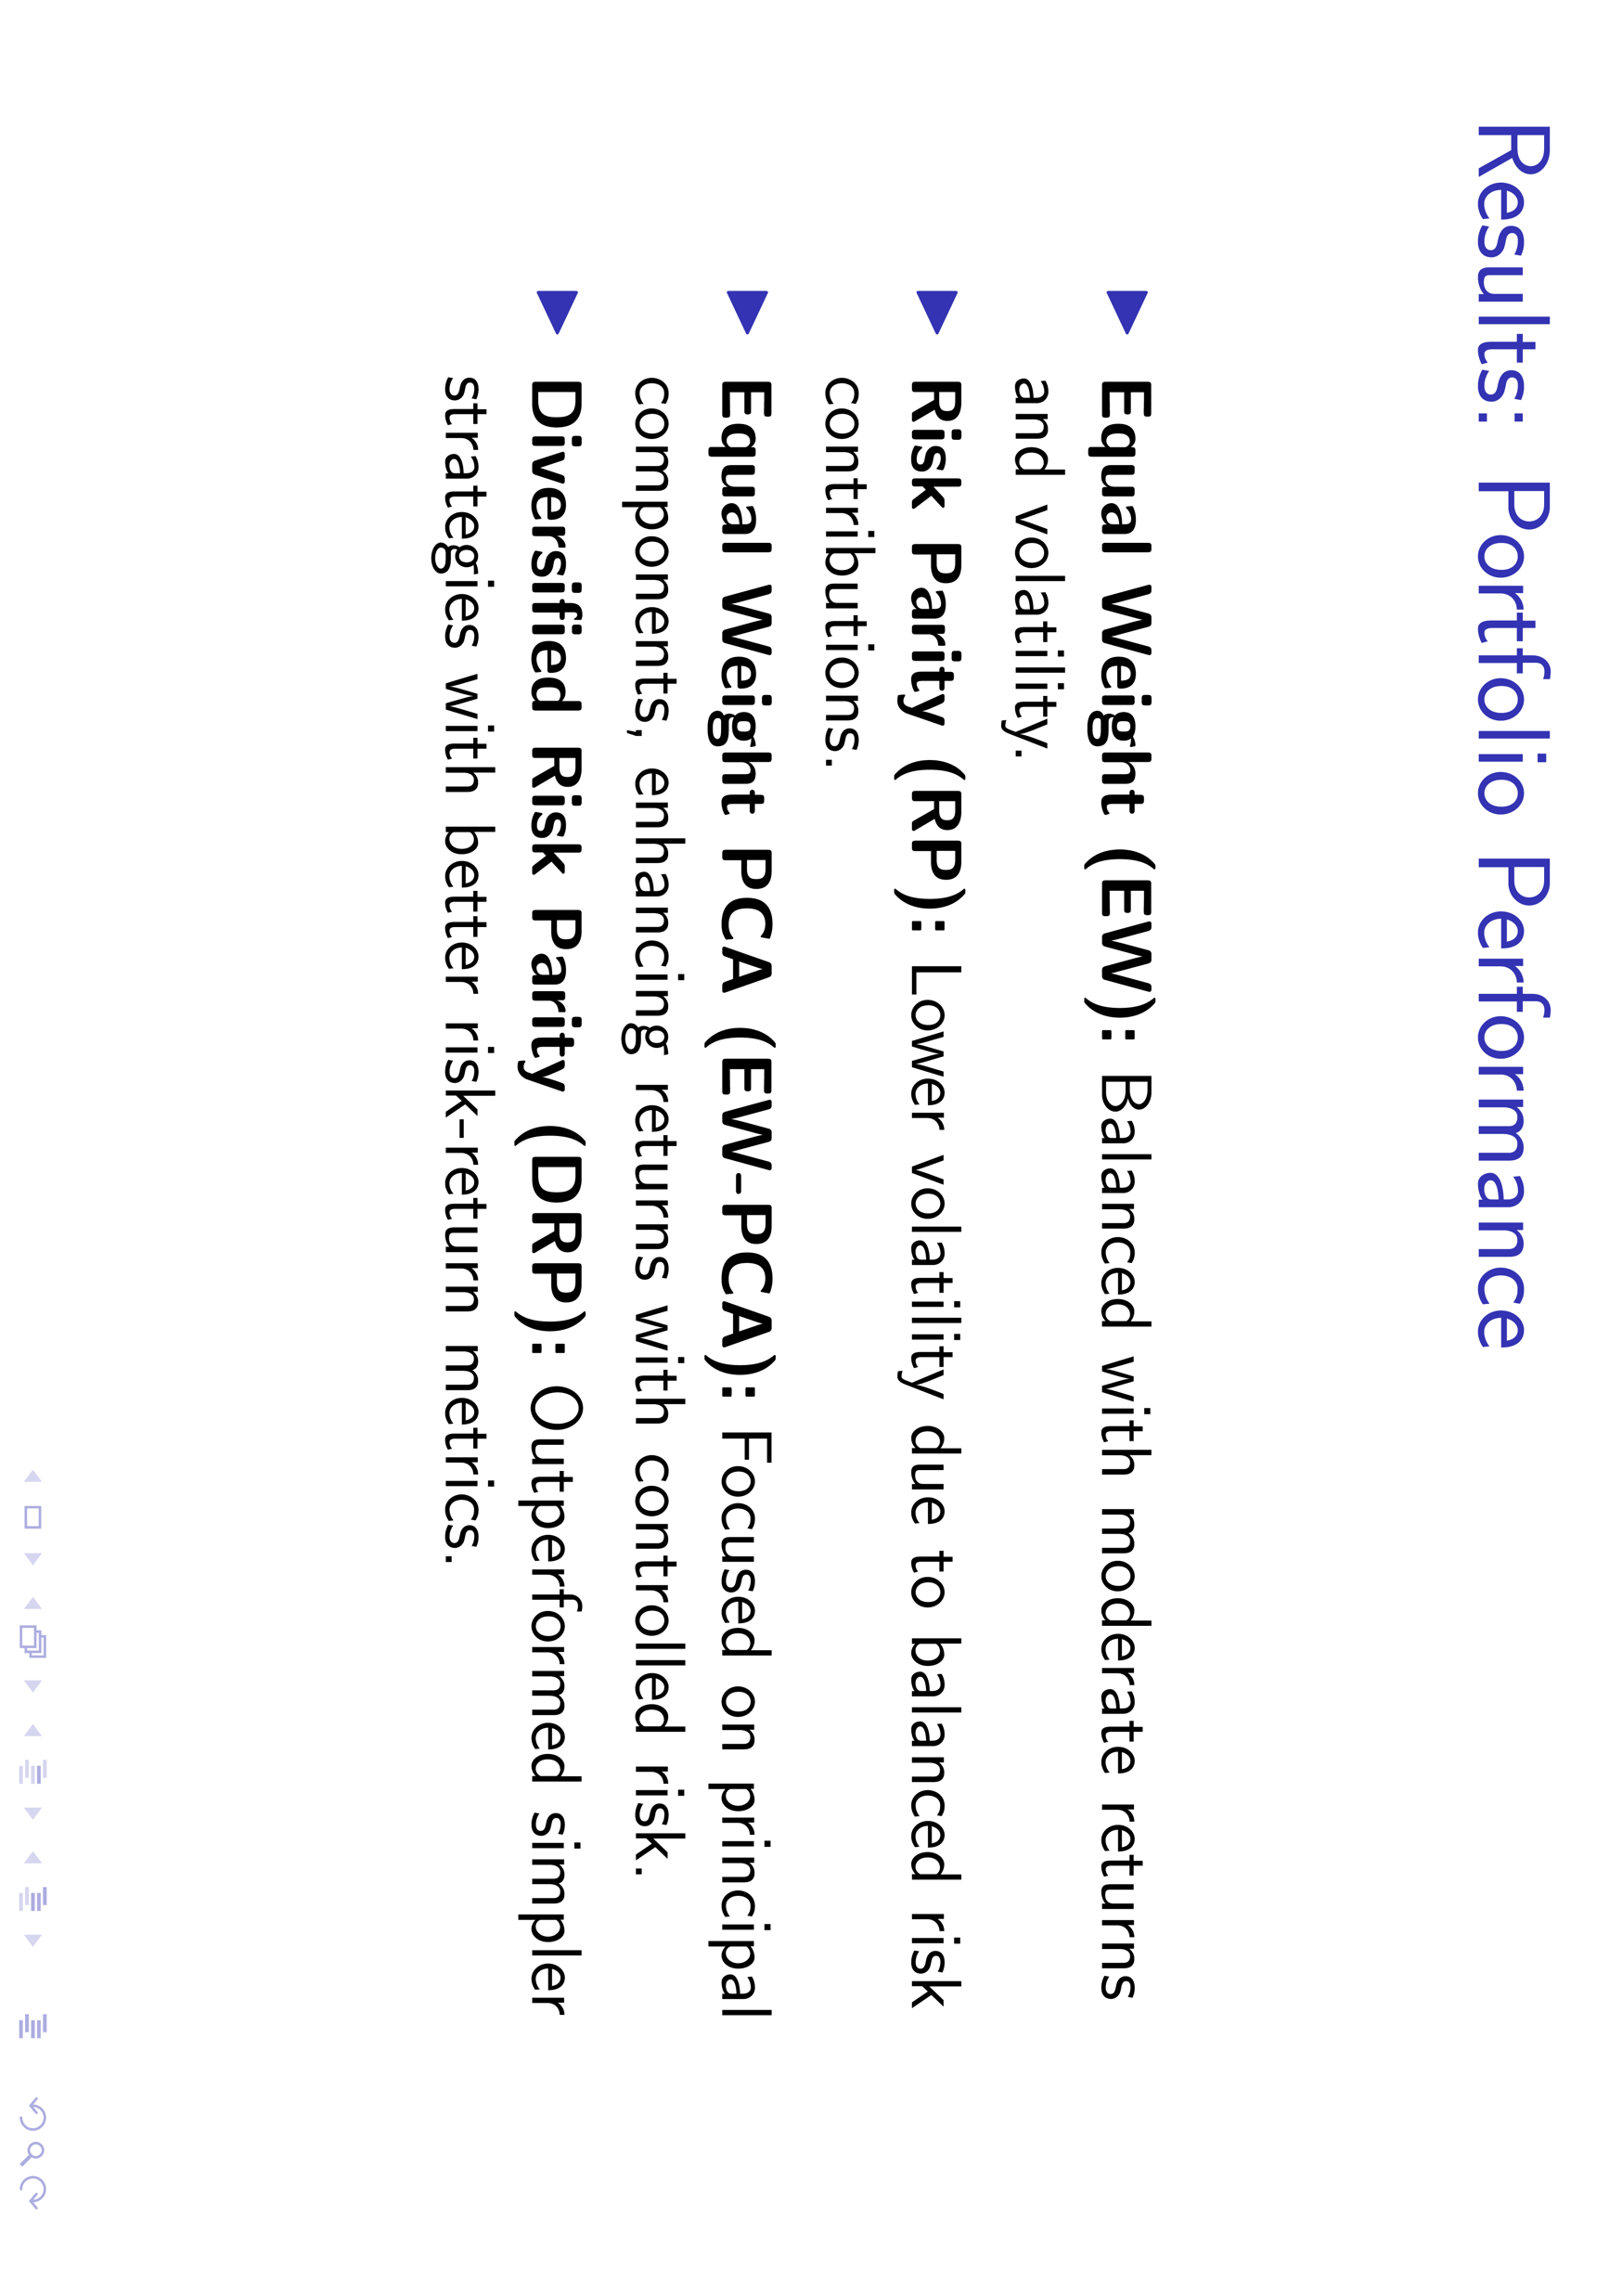 Results: Portfolio Performance
Equal Weight (EW): Balanced with moderate returns
and volatility.
Risk Parity (RP): Lower volatility due to balanced risk
contributions.
Equal Weight PCA (EW-PCA): Focused on principal
components, enhancing returns with controlled risk.
Diversified Risk Parity (DRP): Outperformed simpler
strategies with better risk-return metrics.